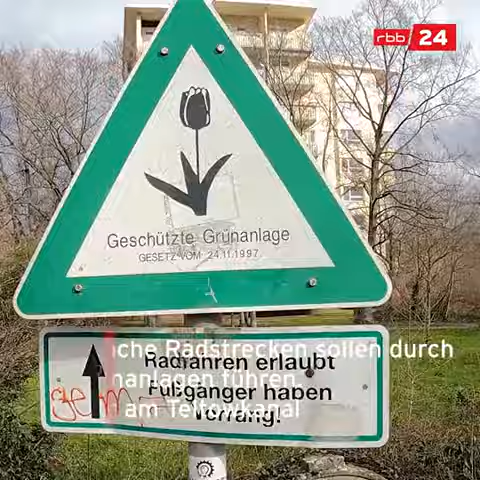 rbb 24
Geschützte Grünanlage
GESETZ VOM 24.11.1997
che Radstrecken sollen durch
nanlagen führen.
am Teltowkanal
Radfahren erlaubt
Fußgänger haben
Vorrang!